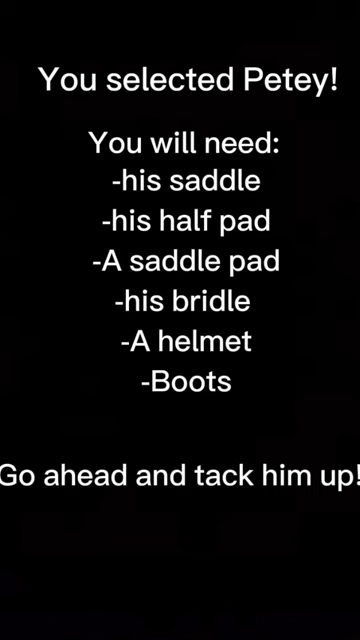 You selected Petey!
You will need:
-his saddle
-his half pad
-A saddle pad
-his bridle
-A helmet
-Boots
Go ahead and tack him up!